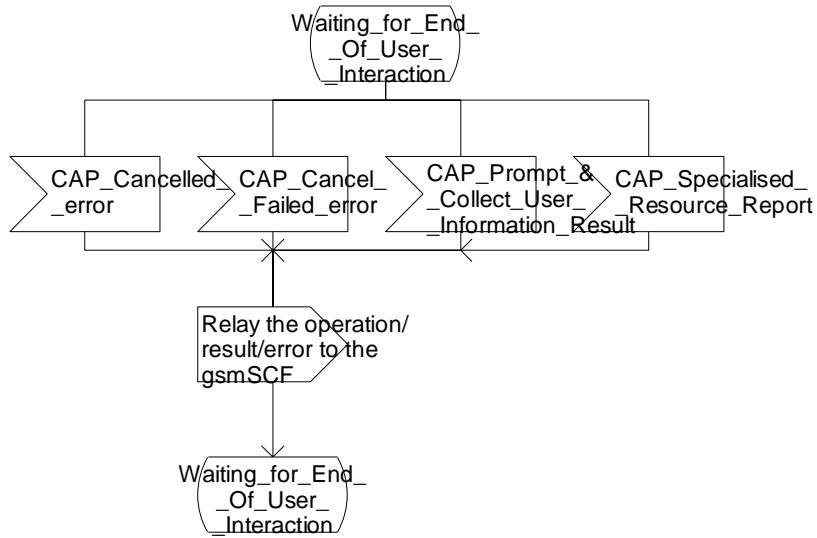 Waiting_for_End_
_Of_User_
_Interaction
CAP_Cancelled_
_error
CAP_Cancel_
_Failed_error
CAP_Prompt_&
_Collect_User_
_Information_Result
CAP_Specialised_
_Resource_Report
Relay the operation/
result/error to the
gsmSCF
Waiting_for_End_
_Of_User_
_Interaction